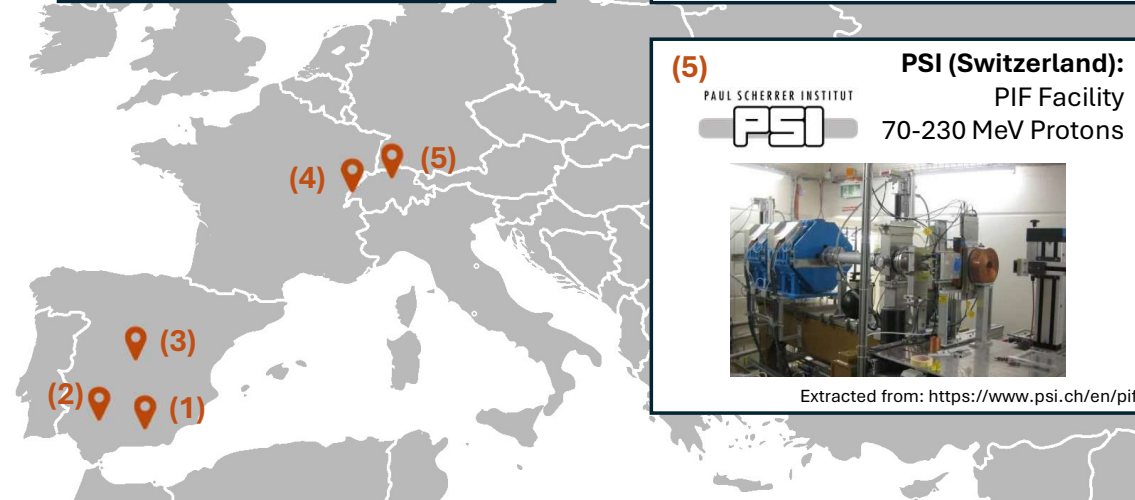 (5)
PSI (Switzerland):
PAUL SCHERRER INSTITUT
PSI
PIF Facility
70-230 MeV Protons
(4)
(5)
(3)
(2)
(1)
Extracted from: https://www.psi.ch/en/pif